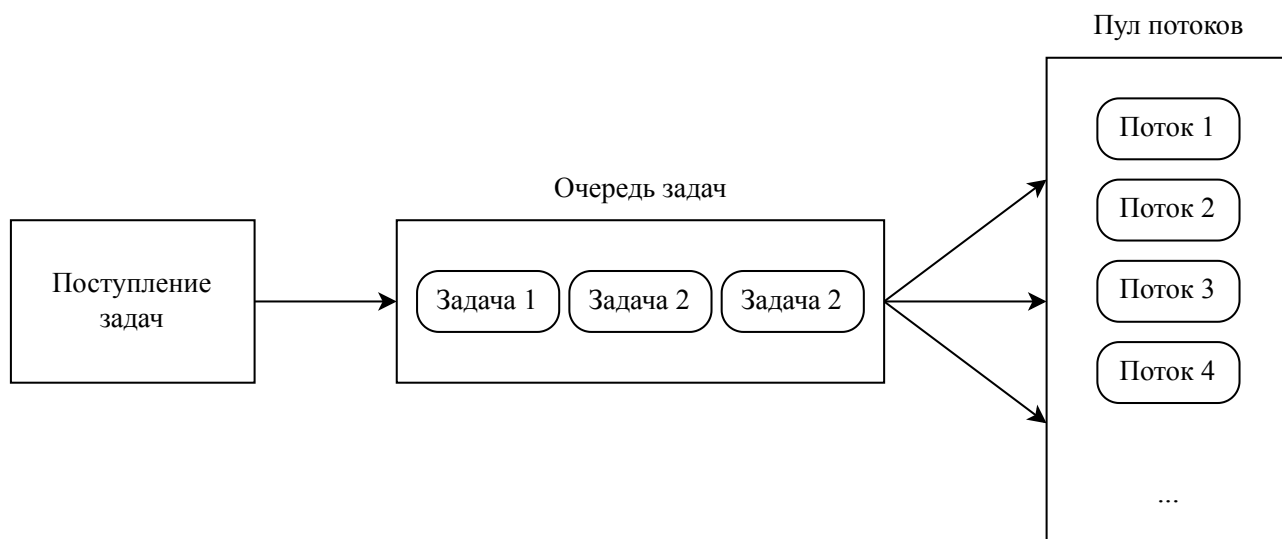 Пул потоков
Поток 1
Поток 2
Поток 3
Поток 4
...
Очередь задач
Задача 1
Задача 2
Задача 2
Поступление
задач